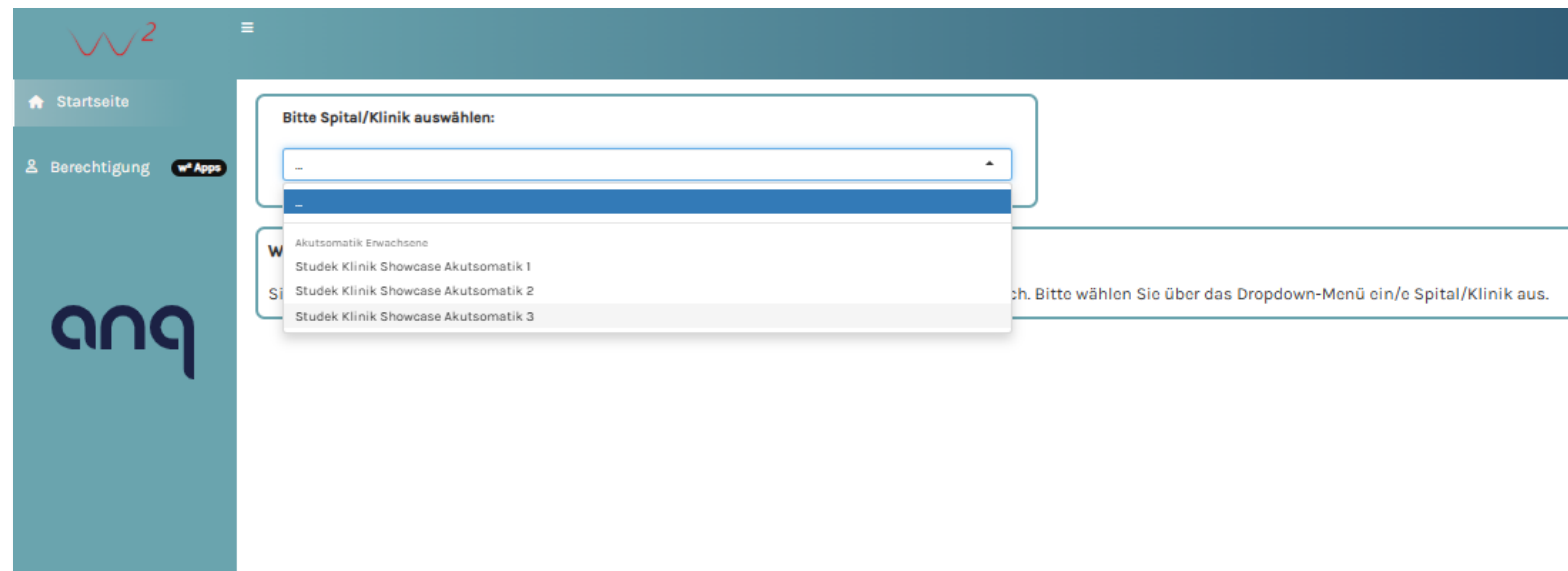 w²
Startseite
Berechtigung w² Apps
anq
Bitte Spital/Klinik auswählen:
...
...
Akutsomatik Erwachsene
Studek Klinik Showcase Akutsomatik 1
Studek Klinik Showcase Akutsomatik 2
Studek Klinik Showcase Akutsomatik 3
W
Si ch. Bitte wählen Sie über das Dropdown-Menü ein/e Spital/Klinik aus.